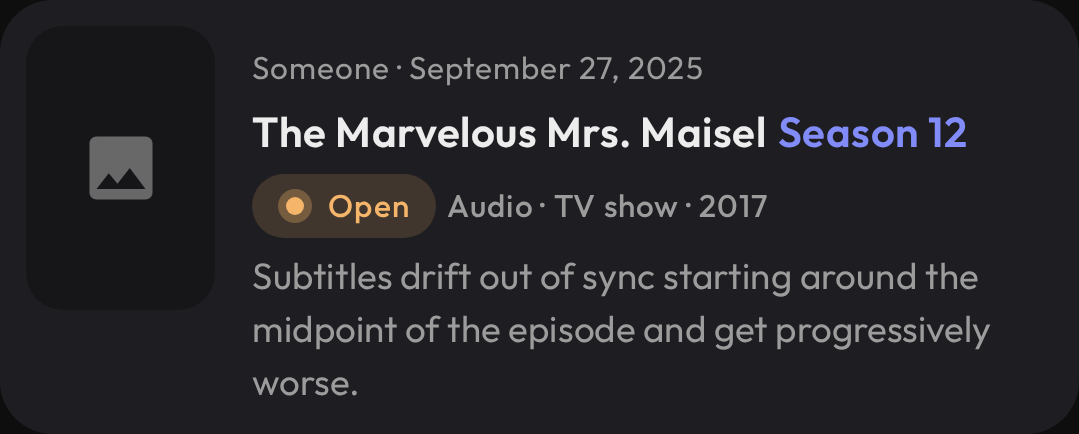 Someone · September 27, 2025
The Marvelous Mrs. Maisel Season 12
Open Audio · TV show · 2017
Subtitles drift out of sync starting around the
midpoint of the episode and get progressively
worse.